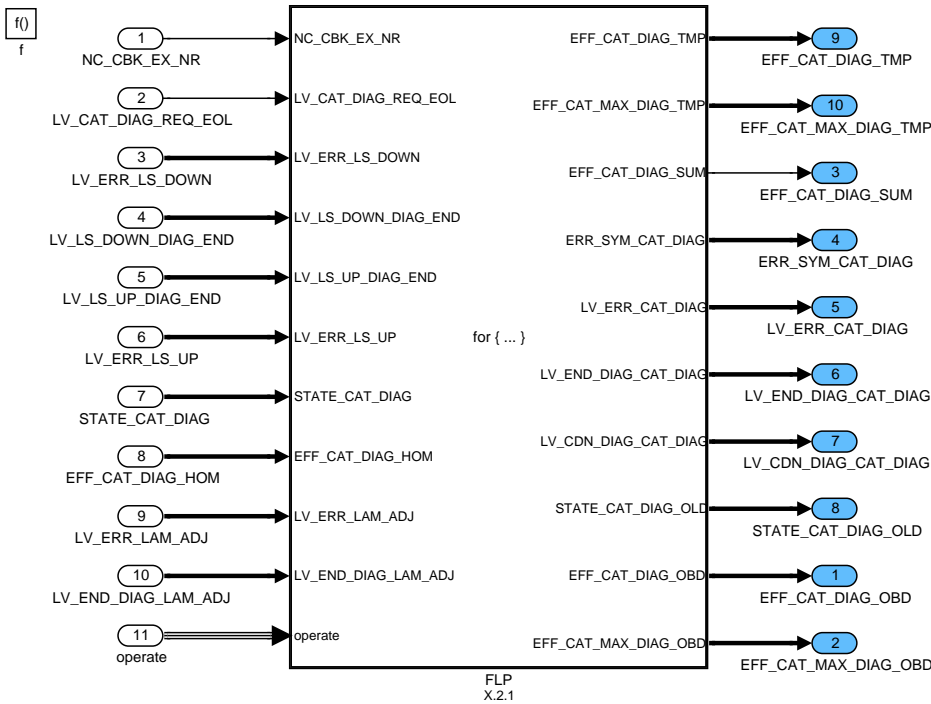 f()
f
1
NC_CBK_EX_NR
2
LV_CAT_DIAG_REQ_EOL
3
LV_ERR_LS_DOWN
4
LV_LS_DOWN_DIAG_END
5
LV_LS_UP_DIAG_END
6
LV_ERR_LS_UP
7
STATE_CAT_DIAG
8
EFF_CAT_DIAG_HOM
9
LV_ERR_LAM_ADJ
10
LV_END_DIAG_LAM_ADJ
11
operate
NC_CBK_EX_NR
LV_CAT_DIAG_REQ_EOL
LV_ERR_LS_DOWN
LV_LS_DOWN_DIAG_END
LV_LS_UP_DIAG_END
LV_ERR_LS_UP
STATE_CAT_DIAG
EFF_CAT_DIAG_HOM
LV_ERR_LAM_ADJ
LV_END_DIAG_LAM_ADJ
operate
for { ... }
EFF_CAT_DIAG_TMP
EFF_CAT_MAX_DIAG_TMP
EFF_CAT_DIAG_SUM
ERR_SYM_CAT_DIAG
LV_ERR_CAT_DIAG
LV_END_DIAG_CAT_DIAG
LV_CDN_DIAG_CAT_DIAG
STATE_CAT_DIAG_OLD
EFF_CAT_DIAG_OBD
EFF_CAT_MAX_DIAG_OBD
FLP
X.2.1
9
EFF_CAT_DIAG_TMP
10
EFF_CAT_MAX_DIAG_TMP
3
EFF_CAT_DIAG_SUM
4
ERR_SYM_CAT_DIAG
5
LV_ERR_CAT_DIAG
6
LV_END_DIAG_CAT_DIAG
7
LV_CDN_DIAG_CAT_DIAG
8
STATE_CAT_DIAG_OLD
1
EFF_CAT_DIAG_OBD
2
EFF_CAT_MAX_DIAG_OBD